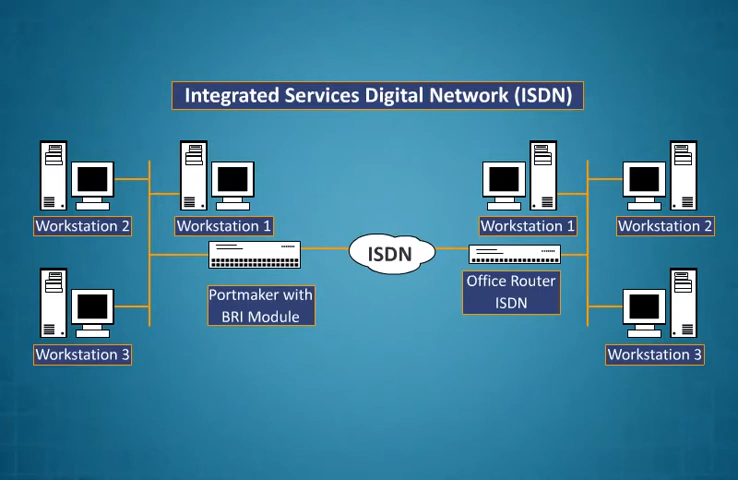 Integrated Services Digital Network (ISDN)
Workstation 2
Workstation 1
Workstation 1
Workstation 2
ISDN
Portmaker with
BRI Module
Office Router
ISDN
Workstation 3
Workstation 3